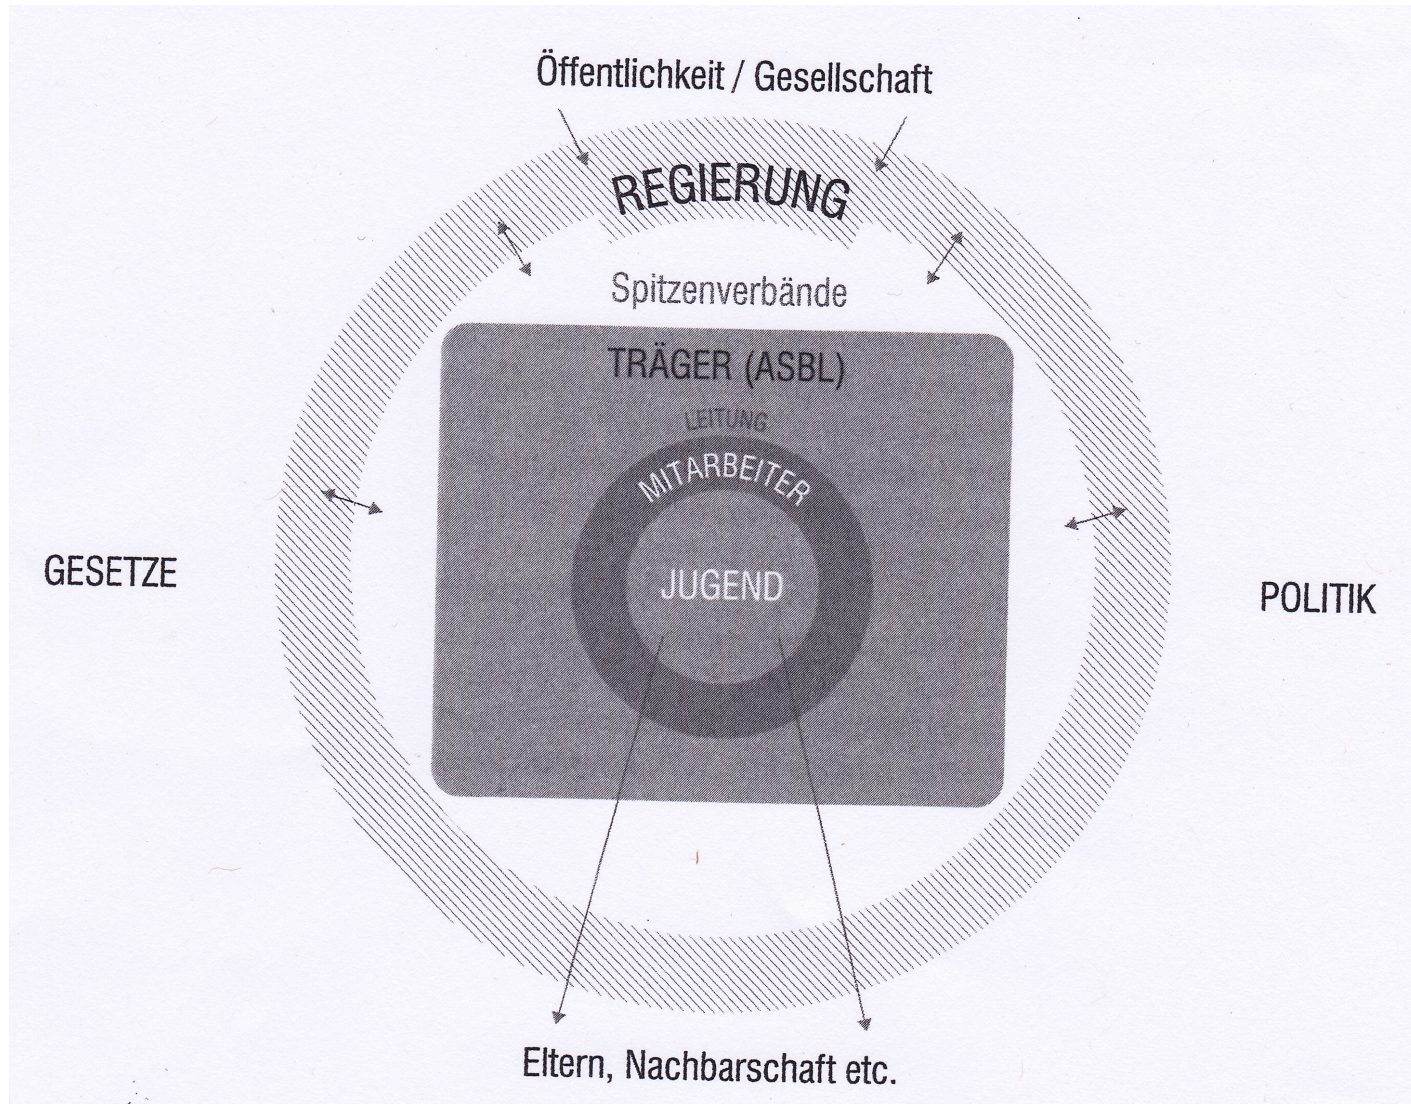 Öffentlichkeit / Gesellschaft
REGIERUNG
Spitzenverbände
TRÄGER (ASBL)
LEITUNG
MITARBEITER
JUGEND
GESETZE
POLITIK
Eltern, Nachbarschaft etc.